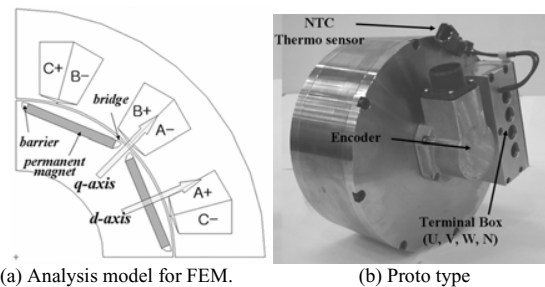 C+
B−
bridge
B+
A−
barrier
permanent
magnet
q-axis
A+
d-axis
C−
(a) Analysis model for FEM.
NTC
Thermo sensor
Encoder
Terminal Box
(U, V, W, N)
(b) Proto type